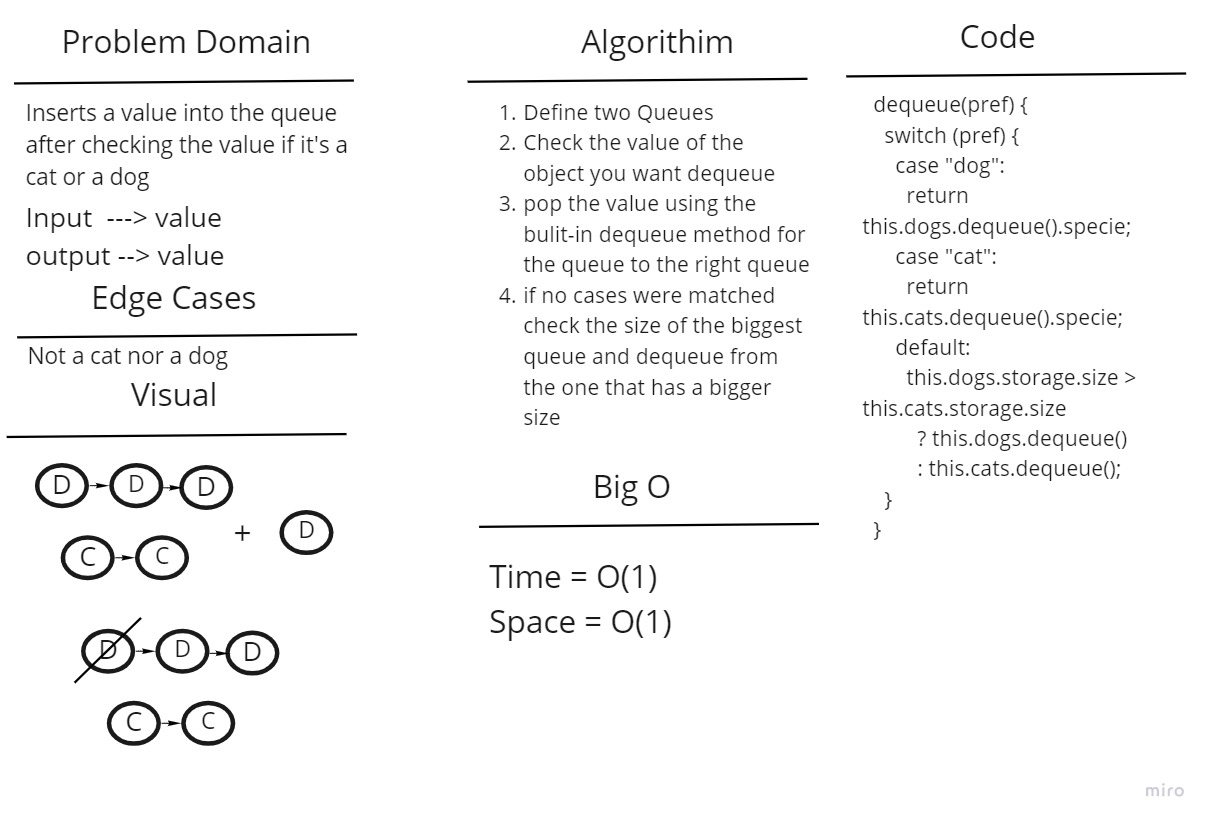 Problem Domain
Inserts a value into the queue
after checking the value if it's a
cat or a dog
Input ---> value
output --> value
Edge Cases
Not a cat nor a dog
Visual
D D D
+ D
C C
D D D
C C
Algorithim
1. Define two Queues
2. Check the value of the
object you want dequeue
3. pop the value using the
bulit-in dequeue method for
the queue to the right queue
4. if no cases were matched
check the size of the biggest
queue and dequeue from
the one that has a bigger
size
Big O
Time = O(1)
Space = O(1)
Code
dequeue(pref) {
switch (pref) {
case "dog":
return
this.dogs.dequeue().specie;
case "cat":
return
this.cats.dequeue().specie;
default:
this.dogs.storage.size >
this.cats.storage.size
? this.dogs.dequeue()
: this.cats.dequeue();
}
}
miro